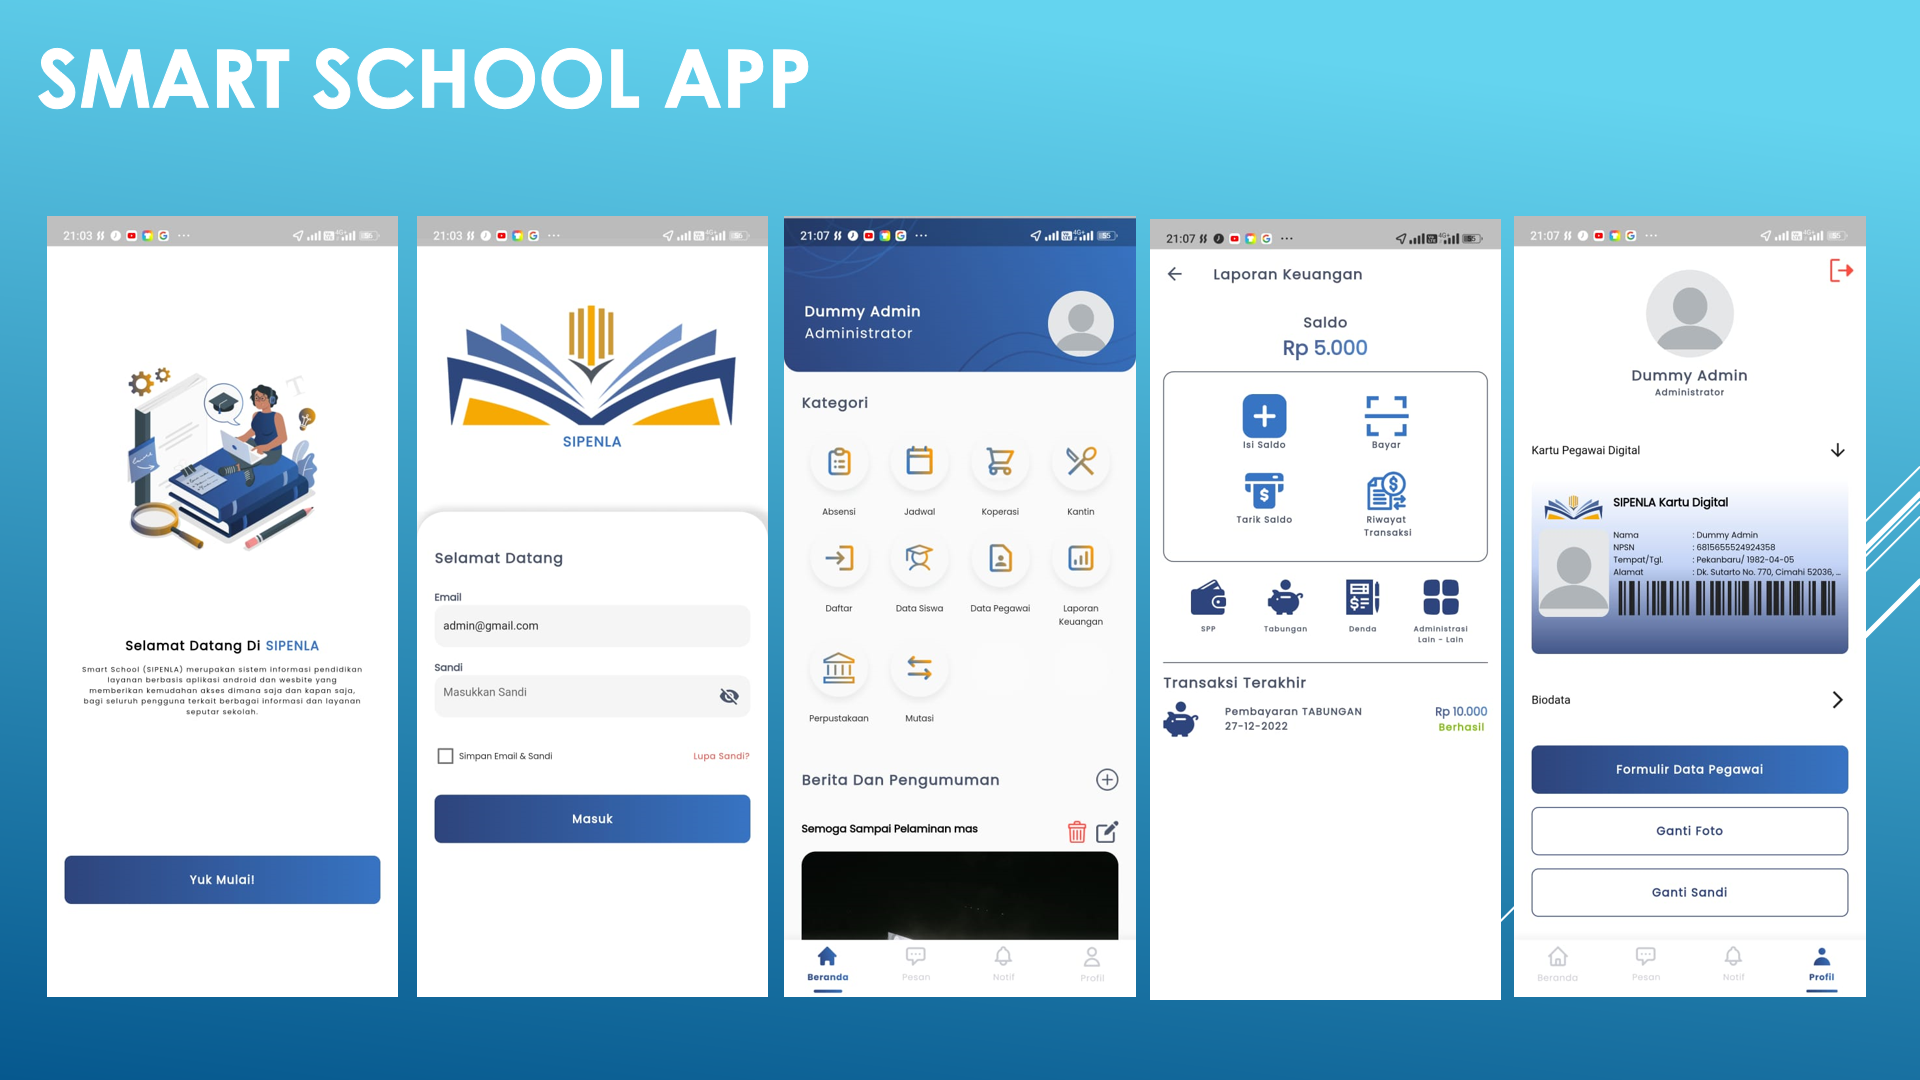 SMART SCHOOL APP
21:03
Selamat Datang Di SIPENLA
Smart School (SIPENLA) merupakan sistem informasi pendidikan
layanan berbasis aplikasi android dan wesbite yang
memberikan kemudahan akses dimana saja dan kapan saja,
bagi seluruh pengguna terkait berbagai informasi dan layanan
seputar sekolah.
Yuk Mulai!
21:03
SIPENLA
Selamat Datang
Email
admin@gmail.com
Sandi
Masukkan Sandi
Simpan Email & Sandi
Lupa Sandi?
Masuk
21:07
Dummy Admin
Administrator
Kategori
Absensi
Jadwal
Koperasi
Kantin
Daftar
Data Siswa
Data Pegawai
Laporan
Keuangan
Perpustakaan
Mutasi
Berita Dan Pengumuman
Semoga Sampai Pelaminan mas
Beranda
Pesan
Notif
Profil
21:07
Laporan Keuangan
Saldo
Rp 5.000
Isi Saldo
Bayar
Tarik Saldo
Riwayat
Transaksi
SPP
Tabungan
Denda
Administrasi
Lain - Lain
Transaksi Terakhir
Pembayaran TABUNGAN
Rp 10.000
27-12-2022
Berhasil
21:07
Dummy Admin
Administrator
Kartu Pegawai Digital
SIPENLA Kartu Digital
Nama : Dummy Admin
NPSN : 6815655524924358
Tempat/Tgl. : Pekanbaru/ 1982-04-05
Alamat : Dk. Sutarto No. 770, Cimahi 52036, ...
Biodata
Formulir Data Pegawai
Ganti Foto
Ganti Sandi
Beranda
Pesan
Notif
Profil